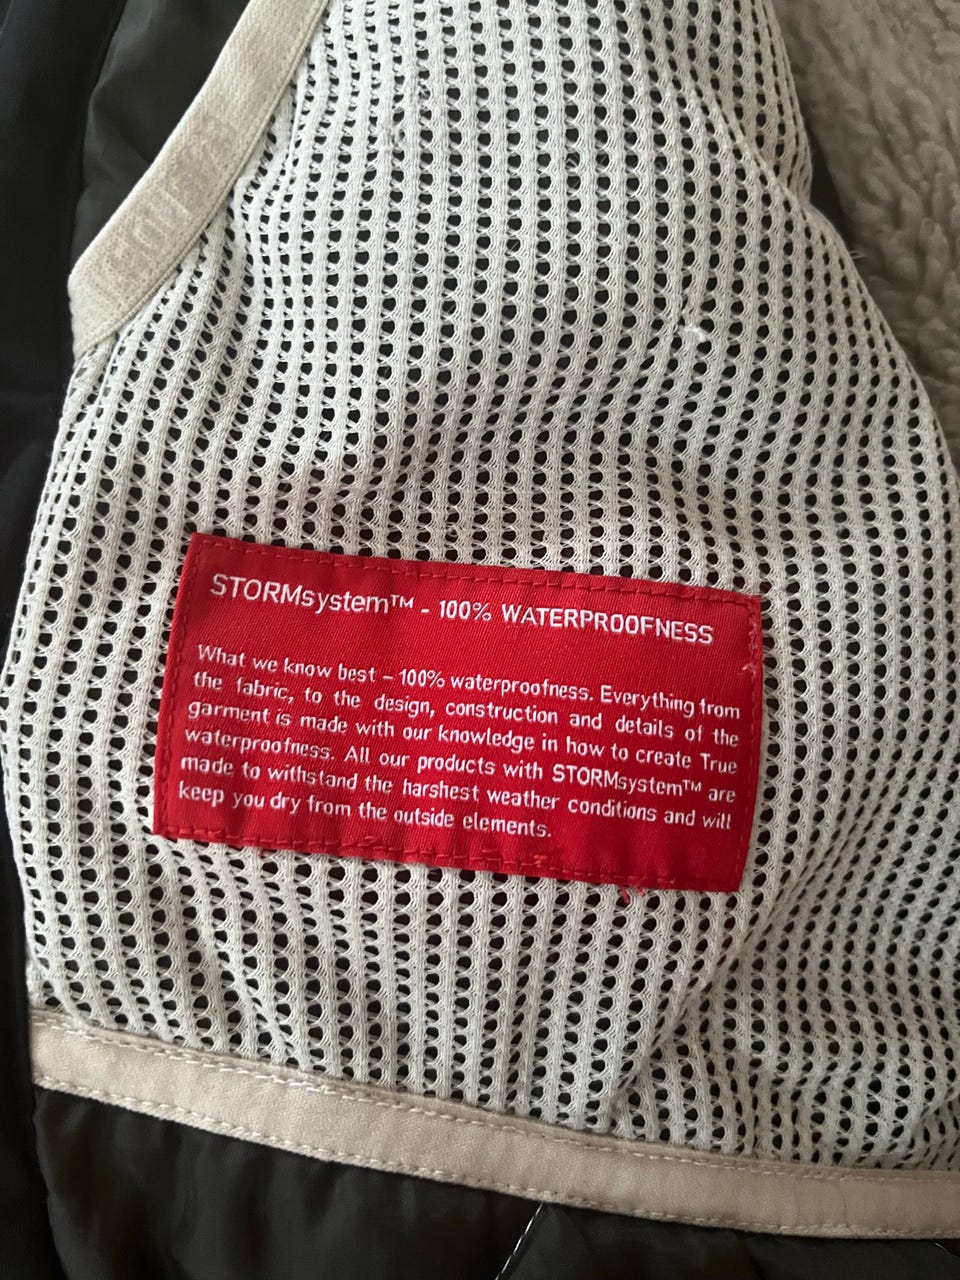 STORMsystem™ - 100% WATERPROOFNESS
What we know best – 100% waterproofness. Everything from
the fabric, to the design, construction and details of the
garment is made with our knowledge in how to create True
waterproofness. All our products with STORMsystem™ are
made to withstand the harshest weather conditions and will
keep you dry from the outside elements.